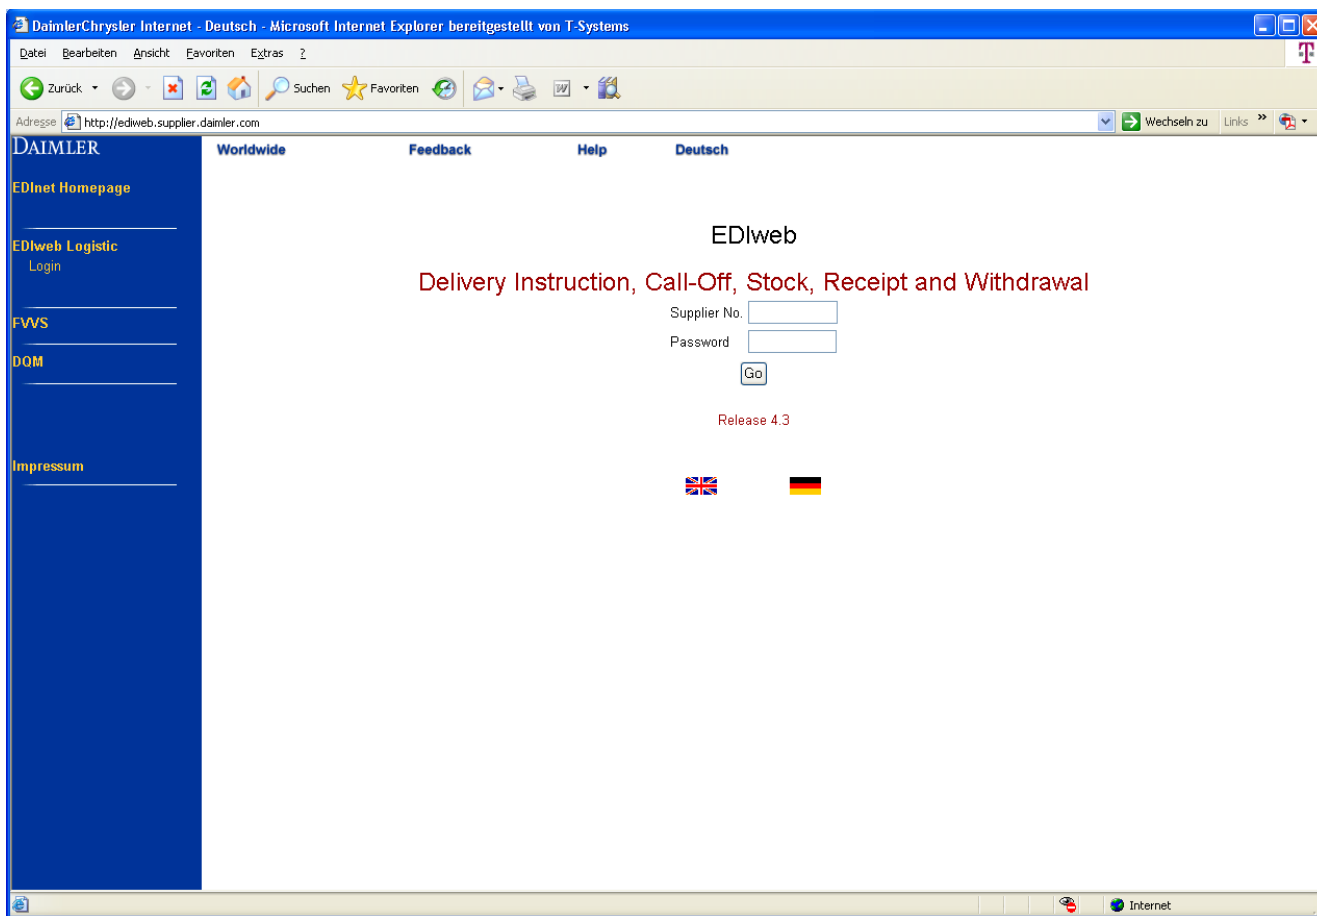 DaimlerChrysler Internet - Deutsch - Microsoft Internet Explorer bereitgestellt von T-Systems
Datei Bearbeiten Ansicht Favoriten Extras ?
T
Zurück Suchen Favoriten W
Adresse http://ediweb.supplier.daimler.com Wechseln zu Links »
DAIMLER Worldwide Feedback Help Deutsch
EDInet Homepage
EDIweb
EDIweb Logistic
Login
Delivery Instruction, Call-Off, Stock, Receipt and Withdrawal
Supplier No.
FVVS
Password
DQM
Go
Release 4.3
Impressum
Internet